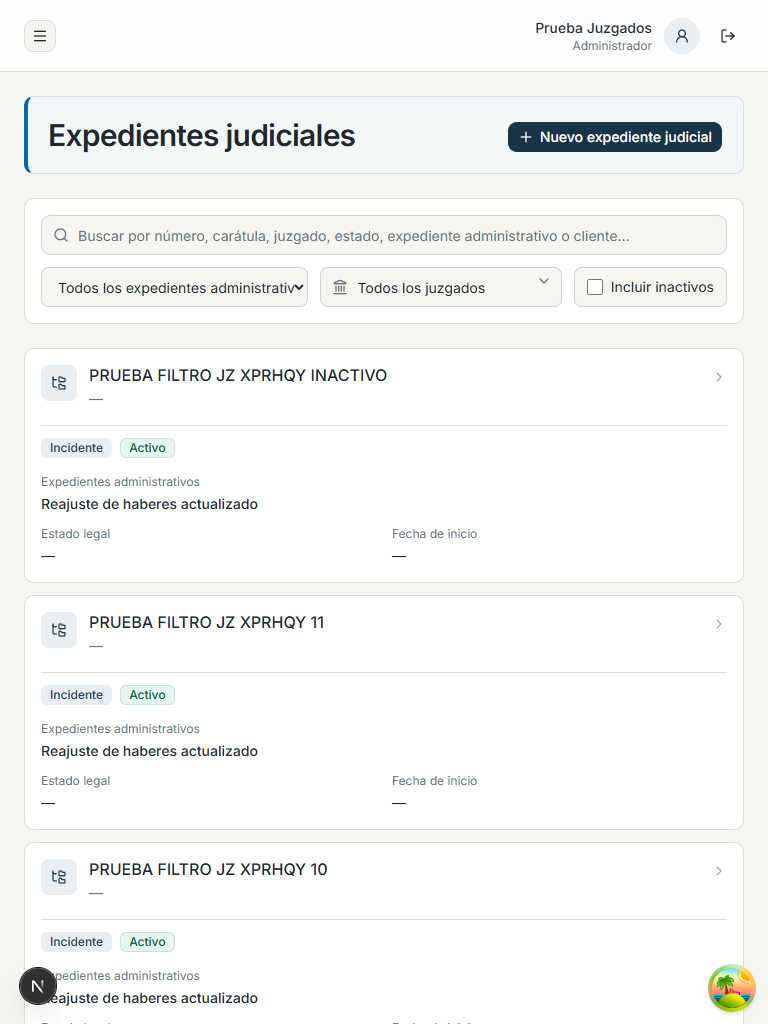 Prueba Juzgados
Administrador
Expedientes judiciales
+ Nuevo expediente judicial
Buscar por número, carátula, juzgado, estado, expediente administrativo o cliente...
Todos los expedientes administrativ
Todos los juzgados
Incluir inactivos
PRUEBA FILTRO JZ XPRHQY INACTIVO
—
Incidente Activo
Expedientes administrativos
Reajuste de haberes actualizado
Estado legal Fecha de inicio
— —
PRUEBA FILTRO JZ XPRHQY 11
—
Incidente Activo
Expedientes administrativos
Reajuste de haberes actualizado
Estado legal Fecha de inicio
— —
PRUEBA FILTRO JZ XPRHQY 10
—
Incidente Activo
pedientes administrativos
eajuste de haberes actualizado
N